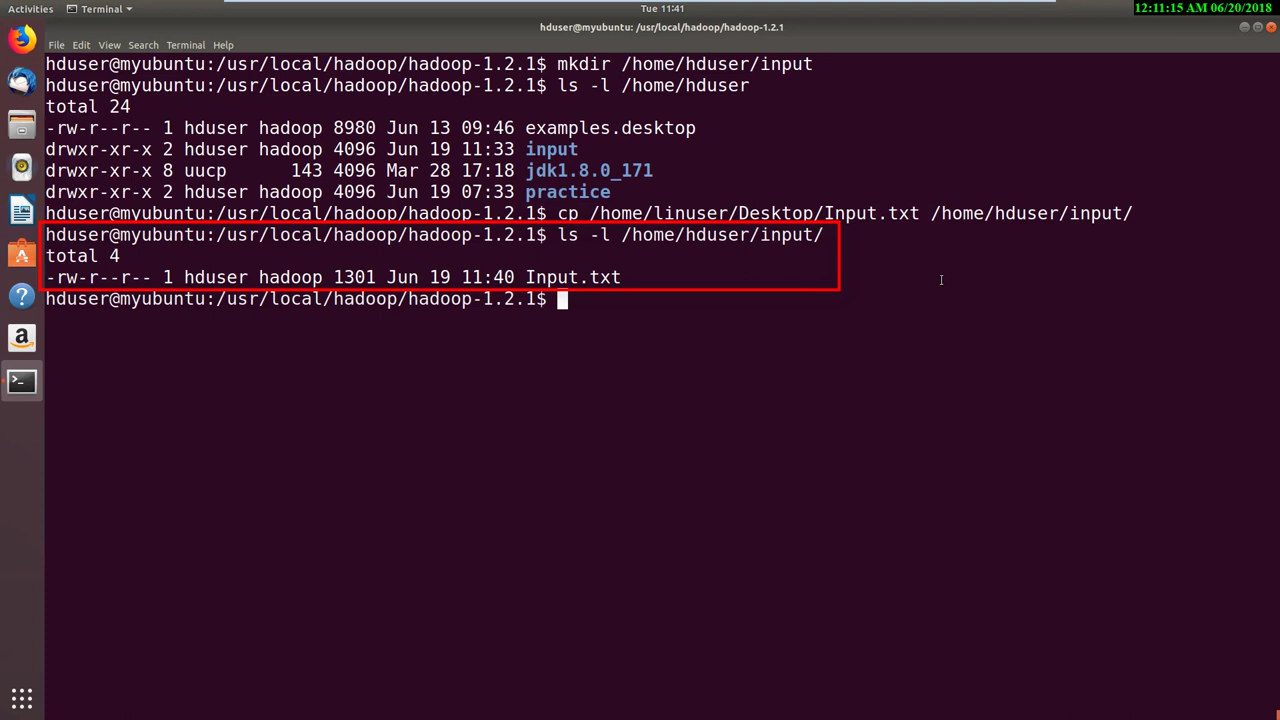 Activities Terminal Tue 11:41 12:11:15 AM 06/20/2018
hduser@myubuntu: /usr/local/hadoop/hadoop-1.2.1
File Edit View Search Terminal Help
hduser@myubuntu:/usr/local/hadoop/hadoop-1.2.1$ mkdir /home/hduser/input
hduser@myubuntu:/usr/local/hadoop/hadoop-1.2.1$ ls -l /home/hduser
total 24
-rw-r--r-- 1 hduser hadoop 8980 Jun 13 09:46 examples.desktop
drwxr-xr-x 2 hduser hadoop 4096 Jun 19 11:33 input
drwxr-xr-x 8 uucp      143 4096 Mar 28 17:18 jdk1.8.0_171
drwxr-xr-x 2 hduser hadoop 4096 Jun 19 07:33 practice
hduser@myubuntu:/usr/local/hadoop/hadoop-1.2.1$ cp /home/linuser/Desktop/Input.txt /home/hduser/input/
hduser@myubuntu:/usr/local/hadoop/hadoop-1.2.1$ ls -l /home/hduser/input/
total 4
-rw-r--r-- 1 hduser hadoop 1301 Jun 19 11:40 Input.txt
hduser@myubuntu:/usr/local/hadoop/hadoop-1.2.1$